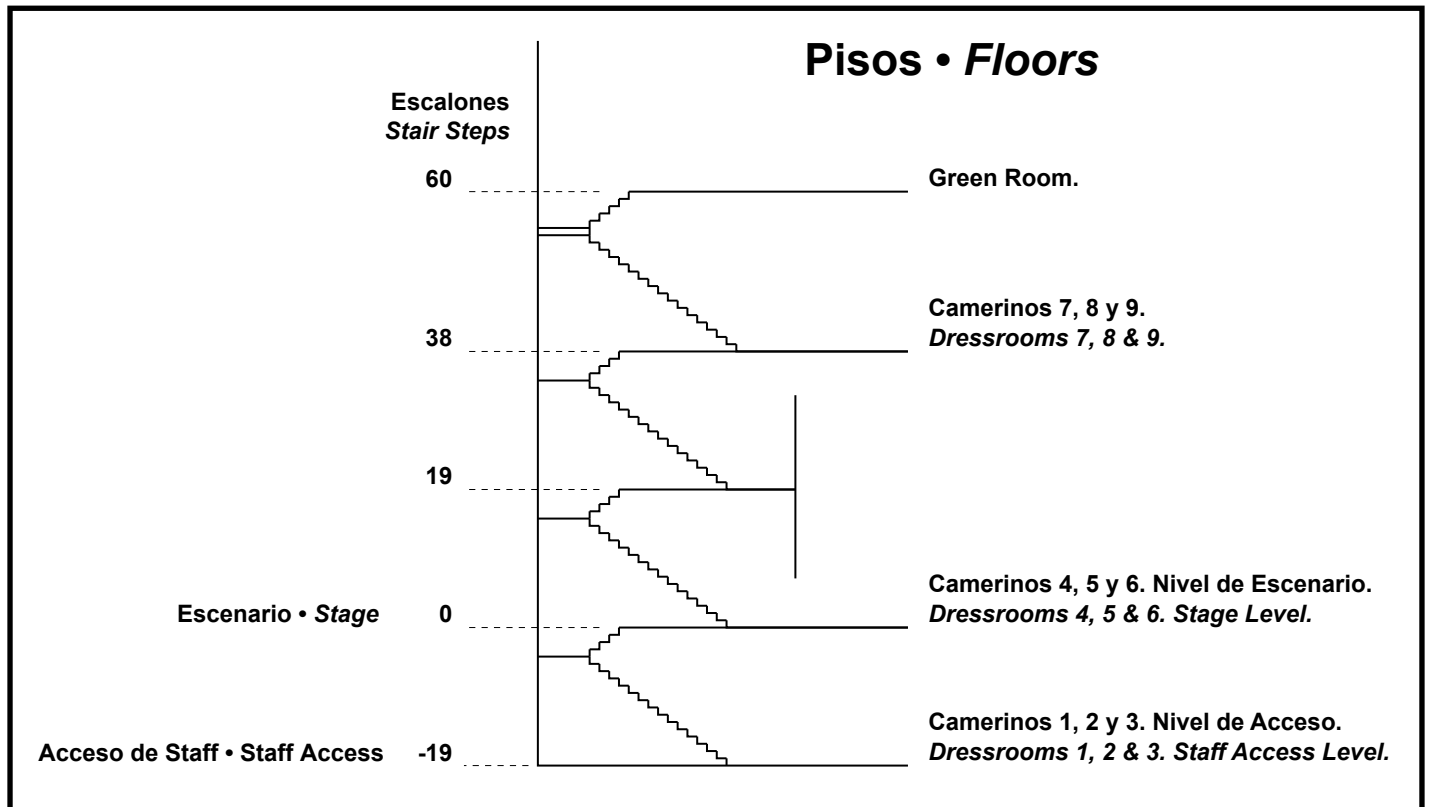 Pisos • Floors
Escalones
Stair Steps
60
Green Room.
Camerinos 7, 8 y 9.
Dressrooms 7, 8 & 9.
38
19
Camerinos 4, 5 y 6. Nivel de Escenario.
Dressrooms 4, 5 & 6. Stage Level.
Escenario • Stage 0
Camerinos 1, 2 y 3. Nivel de Acceso.
Dressrooms 1, 2 & 3. Staff Access Level.
Acceso de Staff • Staff Access -19